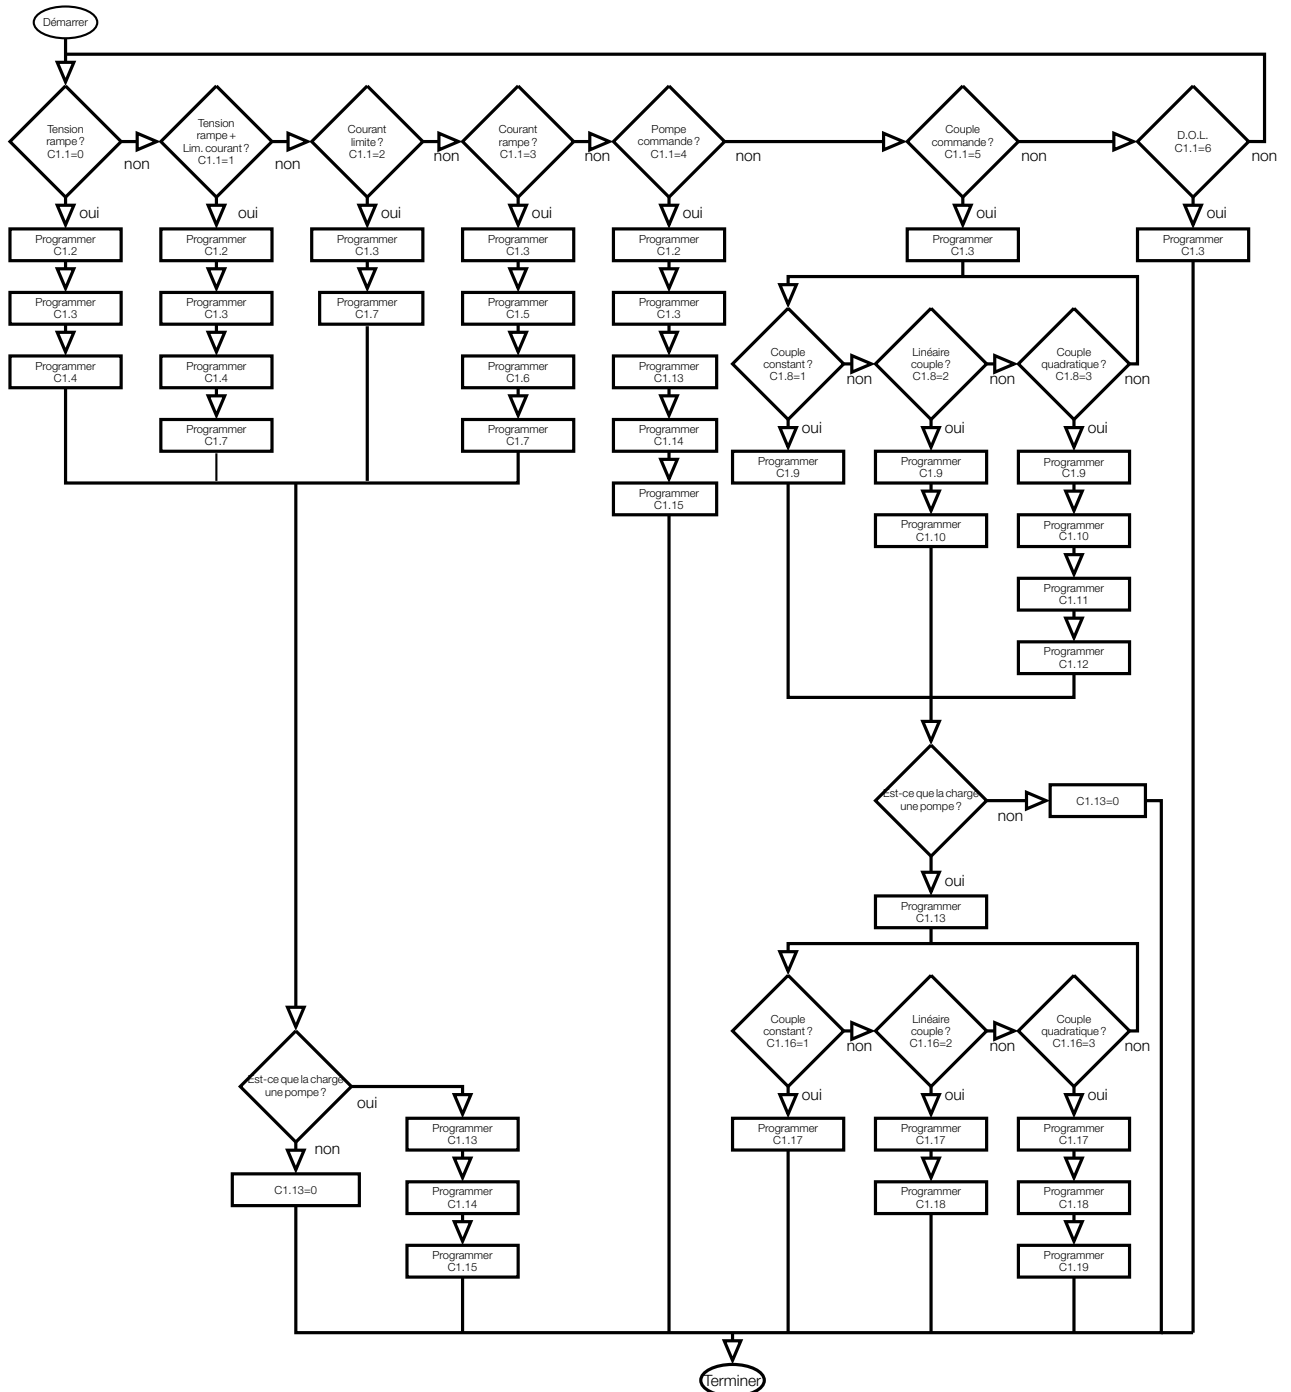 Démarrer
Tension
rampe ?
C1.1=0
non
Tension
rampe +
Lim. courant ?
C1.1=1
non
Courant
limite ?
C1.1=2
non
Courant
rampe ?
C1.1=3
non
Pompe
commande ?
C1.1=4
non
Couple
commande ?
C1.1=5
non
D.O.L.
C1.1=6
non
oui
oui
oui
oui
oui
oui
oui
Programmer
C1.2
Programmer
C1.2
Programmer
C1.3
Programmer
C1.3
Programmer
C1.2
Programmer
C1.3
Programmer
C1.3
Programmer
C1.3
Programmer
C1.3
Programmer
C1.7
Programmer
C1.5
Programmer
C1.3
Programmer
C1.4
Programmer
C1.4
Programmer
C1.6
Programmer
C1.13
Couple
constant ?
C1.8=1
non
Linéaire
couple ?
C1.8=2
non
Couple
quadratique ?
C1.8=3
non
Programmer
C1.7
Programmer
C1.7
Programmer
C1.14
oui
oui
oui
Programmer
C1.9
Programmer
C1.9
Programmer
C1.9
Programmer
C1.15
Programmer
C1.10
Programmer
C1.10
Programmer
C1.11
Programmer
C1.12
Est-ce que la charge
une pompe ?
non
C1.13=0
oui
Programmer
C1.13
Couple
constant ?
C1.16=1
non
Linéaire
couple ?
C1.16=2
non
Couple
quadratique ?
C1.16=3
non
Est-ce que la charge
une pompe ?
oui
non
oui
oui
oui
Programmer
C1.13
Programmer
C1.17
Programmer
C1.17
Programmer
C1.17
C1.13=0
Programmer
C1.14
Programmer
C1.18
Programmer
C1.18
Programmer
C1.15
Programmer
C1.19
Terminer